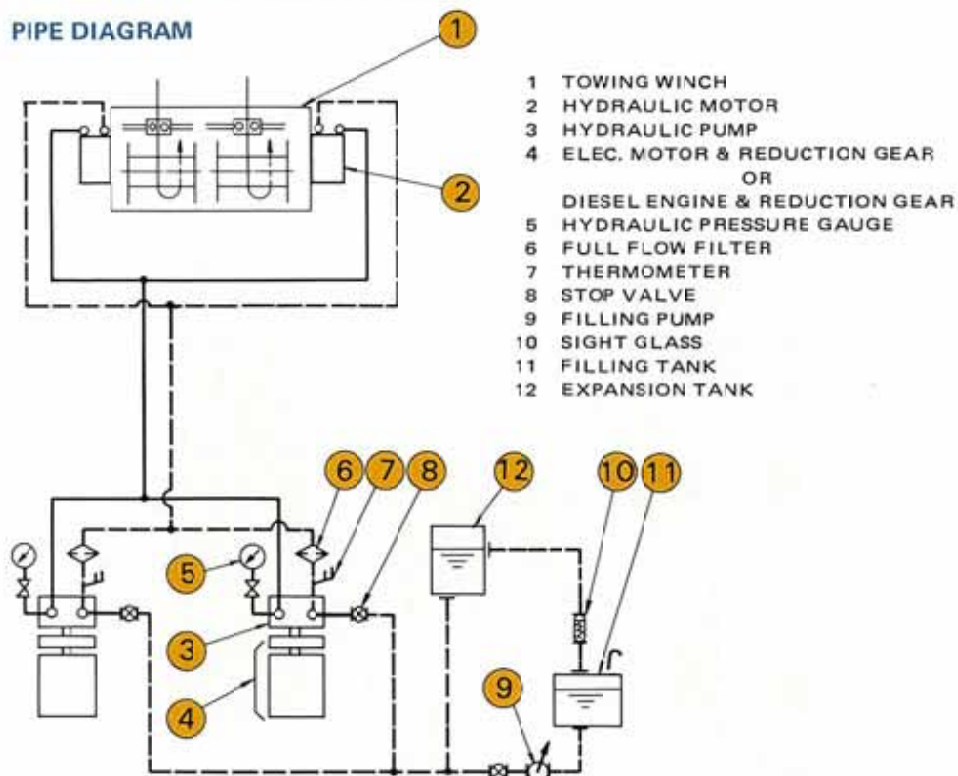 PIPE DIAGRAM
1
1 TOWING WINCH
2 HYDRAULIC MOTOR
3 HYDRAULIC PUMP
4 ELEC. MOTOR & REDUCTION GEAR
OR
DIESEL ENGINE & REDUCTION GEAR
5 HYDRAULIC PRESSURE GAUGE
6 FULL FLOW FILTER
7 THERMOMETER
8 STOP VALVE
9 FILLING PUMP
10 SIGHT GLASS
11 FILLING TANK
12 EXPANSION TANK
2
6 7 8 12 10 11
5
3
9
4